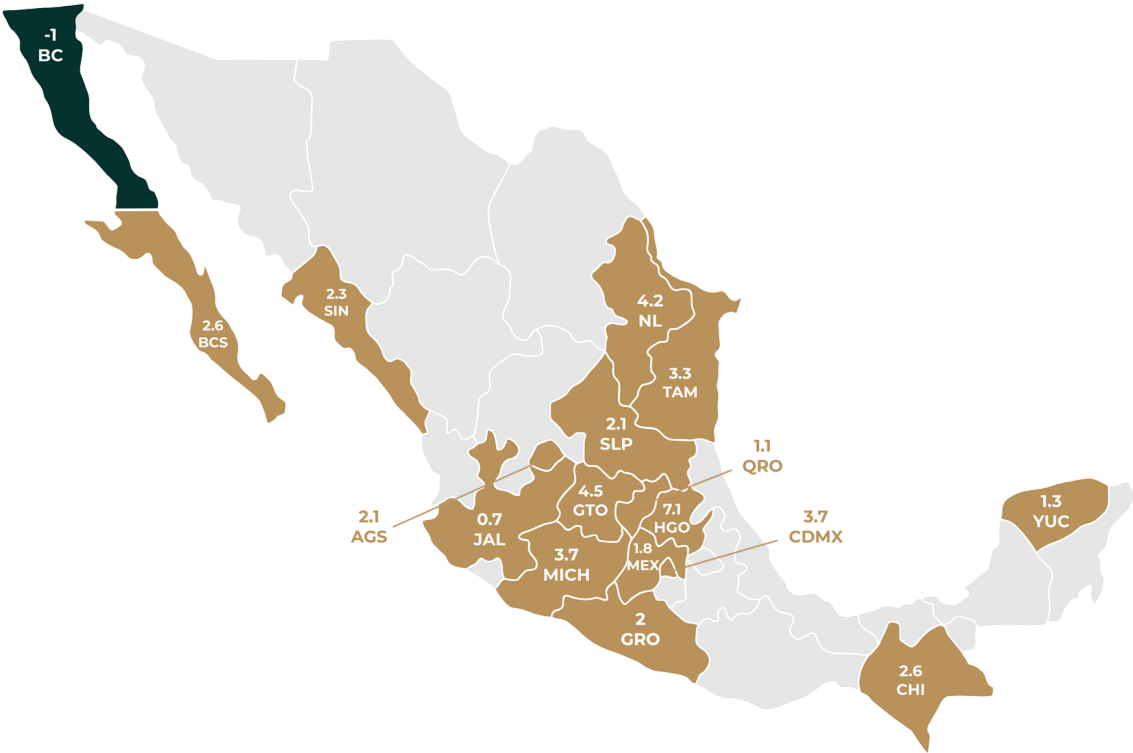 -1
BC
2.3
SIN
2.6
BCS
4.2
NL
3.3
TAM
2.1
SLP
1.1
QRO
4.5
GTO
7.1
HGO
2.1
AGS
0.7
JAL
3.7
CDMX
1.3
YUC
3.7
MICH
1.8
MEX
2
GRO
2.6
CHI